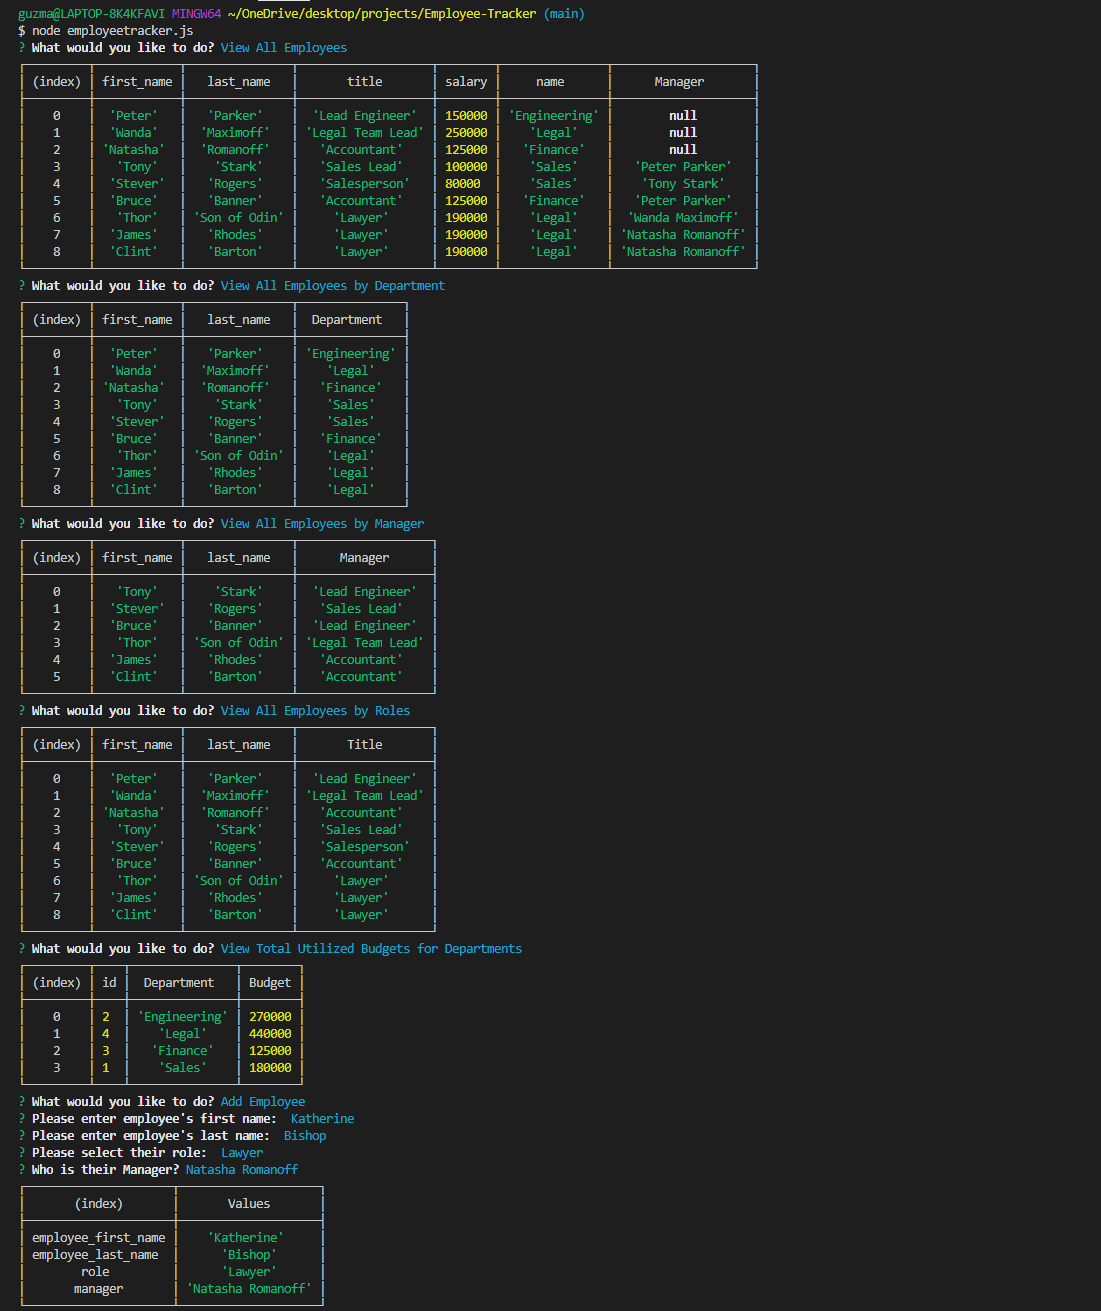 guzma@LAPTOP-8K4KFAVI MINGW64 ~/OneDrive/desktop/projects/Employee-Tracker (main)
$ node employeetracker.js
? What would you like to do? View All Employees
(index) first_name last_name title salary name Manager
0 'Peter' 'Parker' 'Lead Engineer' 150000 'Engineering' null
1 'Wanda' 'Maximoff' 'Legal Team Lead' 250000 'Legal' null
2 'Natasha' 'Romanoff' 'Accountant' 125000 'Finance' null
3 'Tony' 'Stark' 'Sales Lead' 100000 'Sales' 'Peter Parker'
4 'Stever' 'Rogers' 'Salesperson' 80000 'Sales' 'Tony Stark'
5 'Bruce' 'Banner' 'Accountant' 125000 'Finance' 'Peter Parker'
6 'Thor' 'Son of Odin' 'Lawyer' 190000 'Legal' 'Wanda Maximoff'
7 'James' 'Rhodes' 'Lawyer' 190000 'Legal' 'Natasha Romanoff'
8 'Clint' 'Barton' 'Lawyer' 190000 'Legal' 'Natasha Romanoff'
? What would you like to do? View All Employees by Department
(index) first_name last_name Department
0 'Peter' 'Parker' 'Engineering'
1 'Wanda' 'Maximoff' 'Legal'
2 'Natasha' 'Romanoff' 'Finance'
3 'Tony' 'Stark' 'Sales'
4 'Stever' 'Rogers' 'Sales'
5 'Bruce' 'Banner' 'Finance'
6 'Thor' 'Son of Odin' 'Legal'
7 'James' 'Rhodes' 'Legal'
8 'Clint' 'Barton' 'Legal'
? What would you like to do? View All Employees by Manager
(index) first_name last_name Manager
0 'Tony' 'Stark' 'Lead Engineer'
1 'Stever' 'Rogers' 'Sales Lead'
2 'Bruce' 'Banner' 'Lead Engineer'
3 'Thor' 'Son of Odin' 'Legal Team Lead'
4 'James' 'Rhodes' 'Accountant'
5 'Clint' 'Barton' 'Accountant'
? What would you like to do? View All Employees by Roles
(index) first_name last_name Title
0 'Peter' 'Parker' 'Lead Engineer'
1 'Wanda' 'Maximoff' 'Legal Team Lead'
2 'Natasha' 'Romanoff' 'Accountant'
3 'Tony' 'Stark' 'Sales Lead'
4 'Stever' 'Rogers' 'Salesperson'
5 'Bruce' 'Banner' 'Accountant'
6 'Thor' 'Son of Odin' 'Lawyer'
7 'James' 'Rhodes' 'Lawyer'
8 'Clint' 'Barton' 'Lawyer'
? What would you like to do? View Total Utilized Budgets for Departments
(index) id Department Budget
0 2 'Engineering' 270000
1 4 'Legal' 440000
2 3 'Finance' 125000
3 1 'Sales' 180000
? What would you like to do? Add Employee
? Please enter employee's first name: Katherine
? Please enter employee's last name: Bishop
? Please select their role: Lawyer
? Who is their Manager? Natasha Romanoff
(index) Values
employee_first_name 'Katherine'
employee_last_name 'Bishop'
role 'Lawyer'
manager 'Natasha Romanoff'